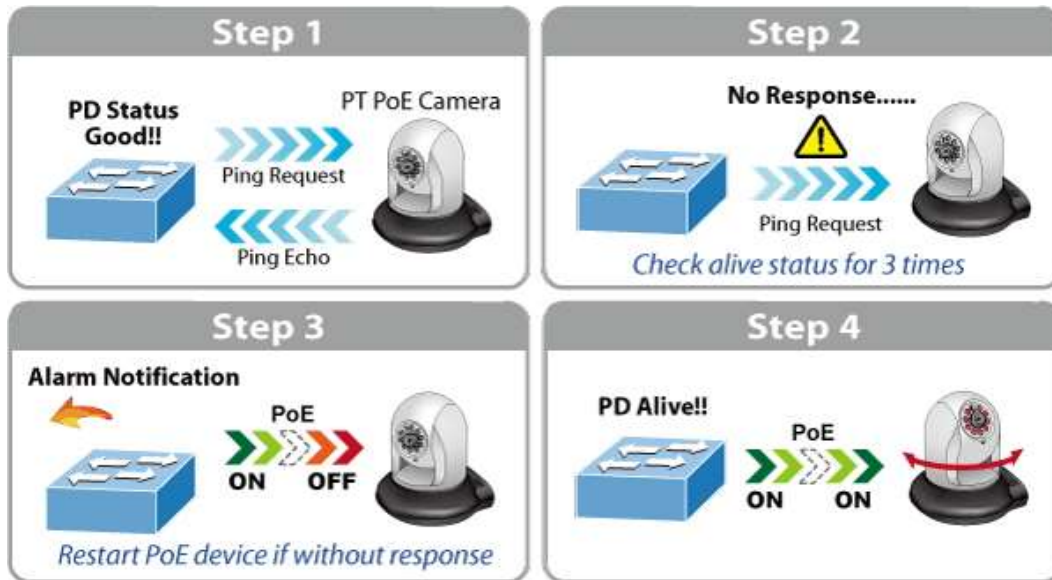 Step 1
PD Status
Good!!
PT PoE Camera
Ping Request
Ping Echo
Step 2
No Response......
Ping Request
Check alive status for 3 times
Step 3
Alarm Notification
PoE
ON OFF
Restart PoE device if without response
Step 4
PD Alive!!
PoE
ON ON